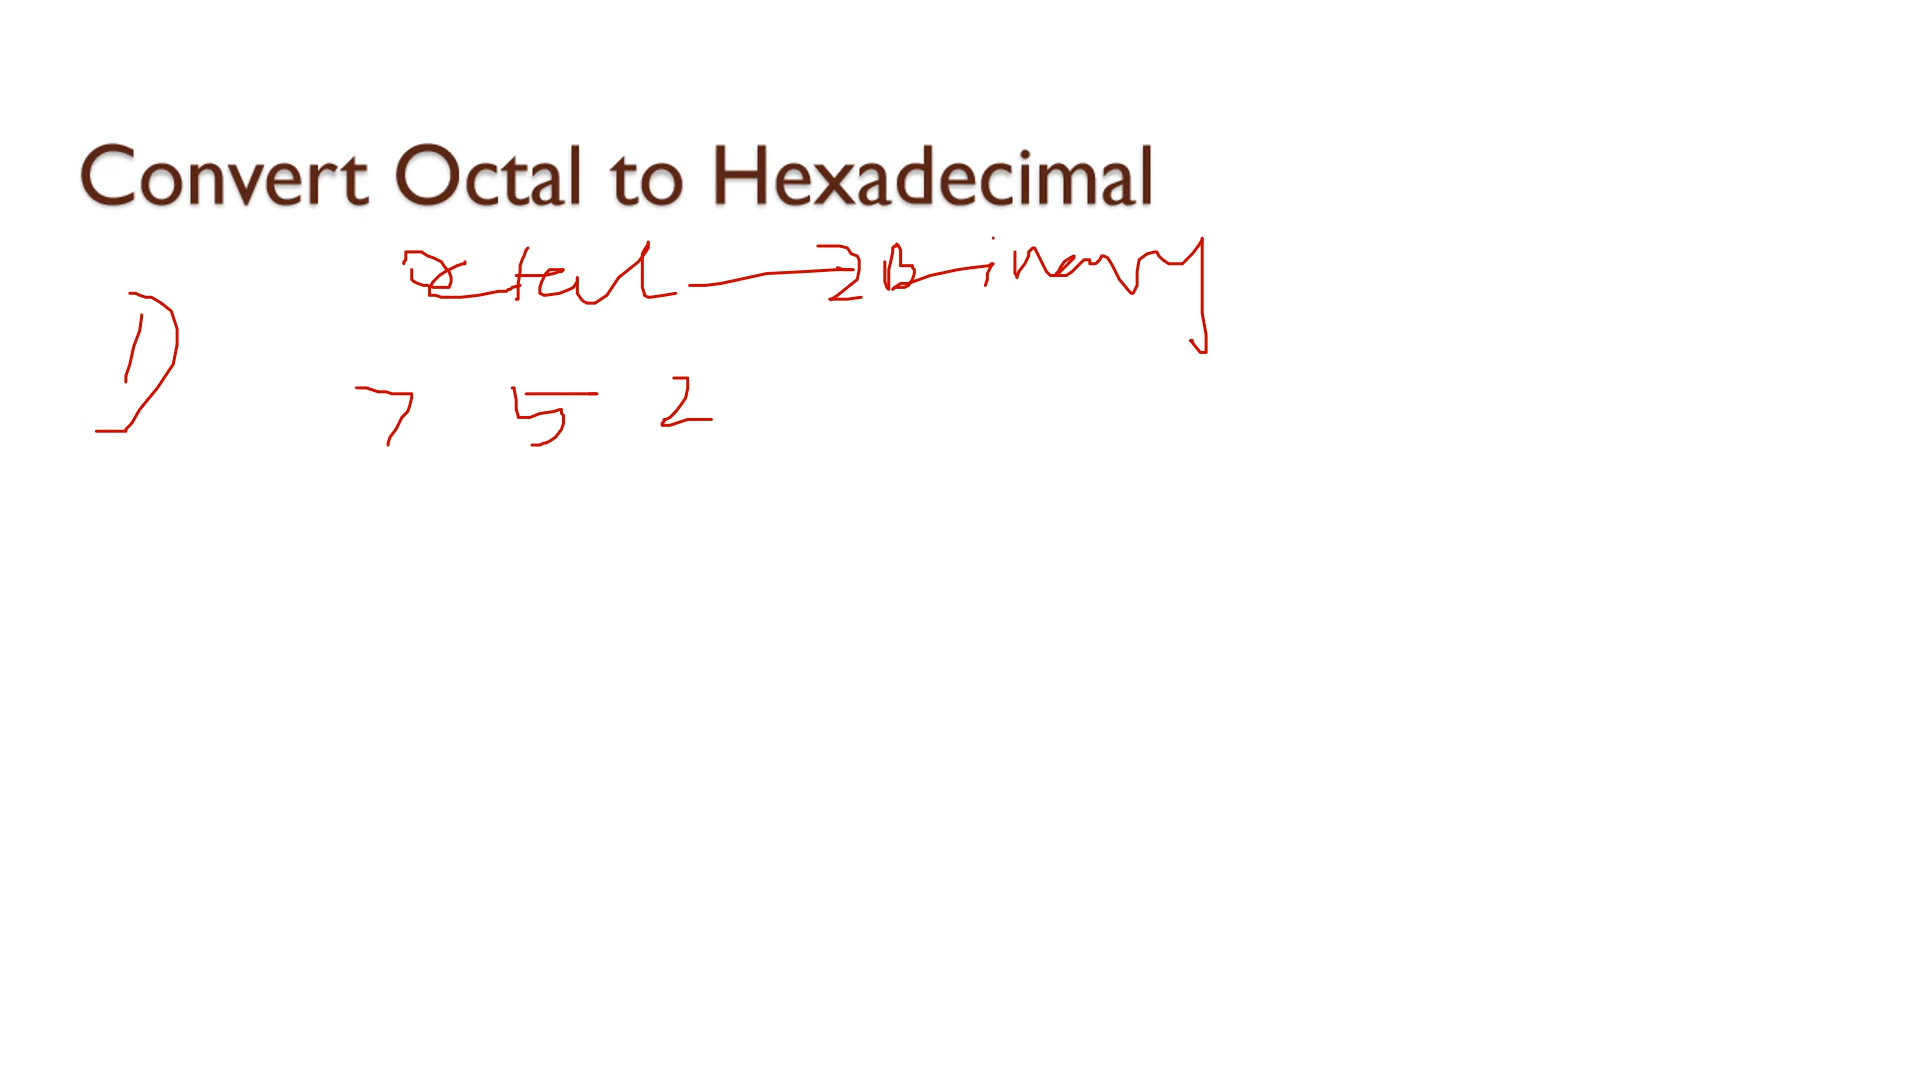 Convert Octal to Hexadecimal
Octal → Binary
1)
7 5 2